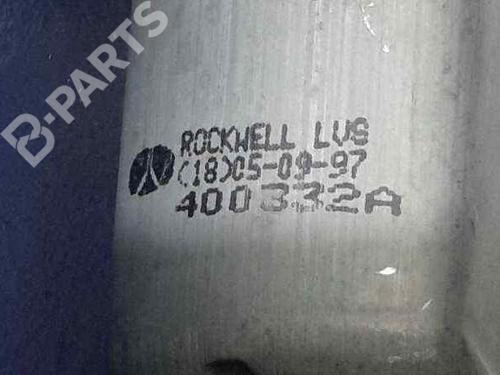 B-PARTS
ROCKWELL LVS
(18)05-09-97
400332A